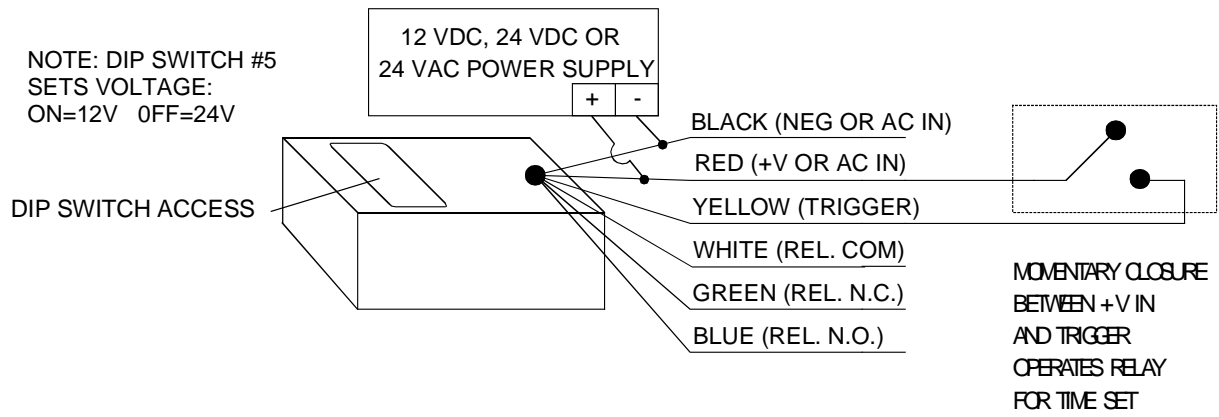 12 VDC, 24 VDC OR
24 VAC POWER SUPPLY
+ -
NOTE: DIP SWITCH #5
SETS VOLTAGE:
ON=12V 0FF=24V
DIP SWITCH ACCESS
BLACK (NEG OR AC IN)
RED (+V OR AC IN)
YELLOW (TRIGGER)
WHITE (REL. COM)
GREEN (REL. N.C.)
BLUE (REL. N.O.)
MOMENTARY CLOSURE
BETWEEN +V IN
AND TRIGGER
OPERATES RELAY
FOR TIME SET